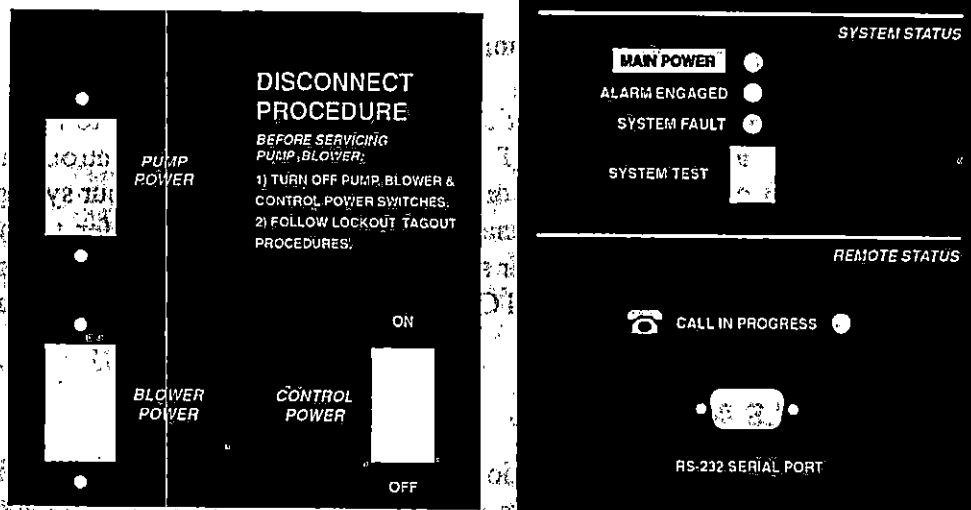 DISCONNECT
PROCEDURE
BEFORE SERVICING
PUMP, BLOWER:
1) TURN OFF PUMP, BLOWER &
CONTROL POWER SWITCHES.
2) FOLLOW LOCKOUT TAGOUT
PROCEDURES.
PUMP
POWER
ON
BLOWER
POWER
CONTROL
POWER
OFF
SYSTEM STATUS
MAIN POWER
ALARM ENGAGED
SYSTEM FAULT
SYSTEM TEST
REMOTE STATUS
CALL IN PROGRESS
RS-232 SERIAL PORT